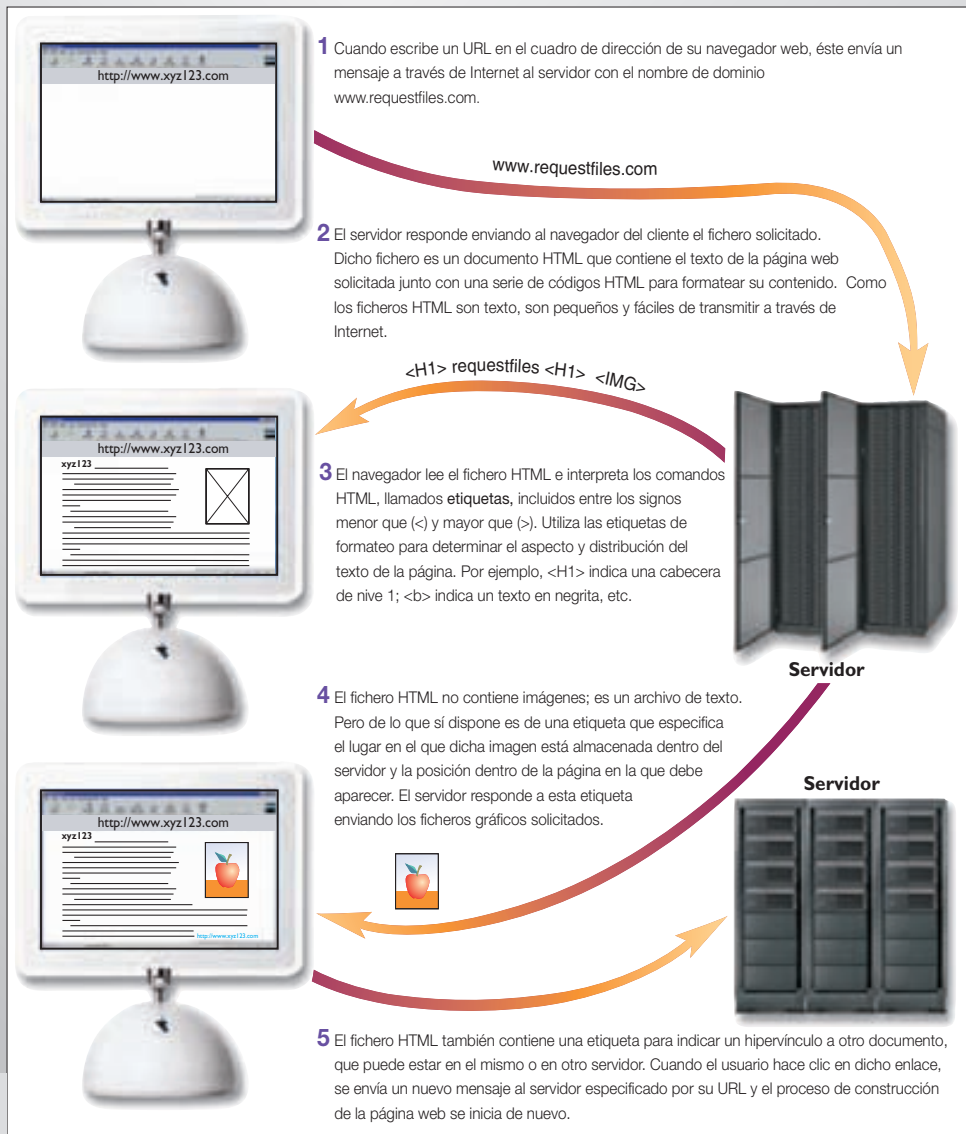 http://www.xyz123.com
1 Cuando escribe un URL en el cuadro de dirección de su navegador web, éste envía un
mensaje a través de Internet al servidor con el nombre de dominio
www.requestfiles.com.
www.requestfiles.com
2 El servidor responde enviando al navegador del cliente el fichero solicitado.
Dicho fichero es un documento HTML que contiene el texto de la página web
solicitada junto con una serie de códigos HTML para formatear su contenido. Como
los ficheros HTML son texto, son pequeños y fáciles de transmitir a través de
Internet.
<H1> requestfiles <H1> <IMG>
http://www.xyz123.com
xyz123
3 El navegador lee el fichero HTML e interpreta los comandos
HTML, llamados etiquetas, incluidos entre los signos
menor que (<) y mayor que (>). Utiliza las etiquetas de
formateo para determinar el aspecto y distribución del
texto de la página. Por ejemplo, <H1> indica una cabecera
de nive 1; <b> indica un texto en negrita, etc.
Servidor
4 El fichero HTML no contiene imágenes; es un archivo de texto.
Pero de lo que sí dispone es de una etiqueta que especifica
el lugar en el que dicha imagen está almacenada dentro del
servidor y la posición dentro de la página en la que debe
aparecer. El servidor responde a esta etiqueta
enviando los ficheros gráficos solicitados.
Servidor
http://www.xyz123.com
xyz123
http://www.xyz123.com
5 El fichero HTML también contiene una etiqueta para indicar un hipervínculo a otro documento,
que puede estar en el mismo o en otro servidor. Cuando el usuario hace clic en dicho enlace,
se envía un nuevo mensaje al servidor especificado por su URL y el proceso de construcción
de la página web se inicia de nuevo.